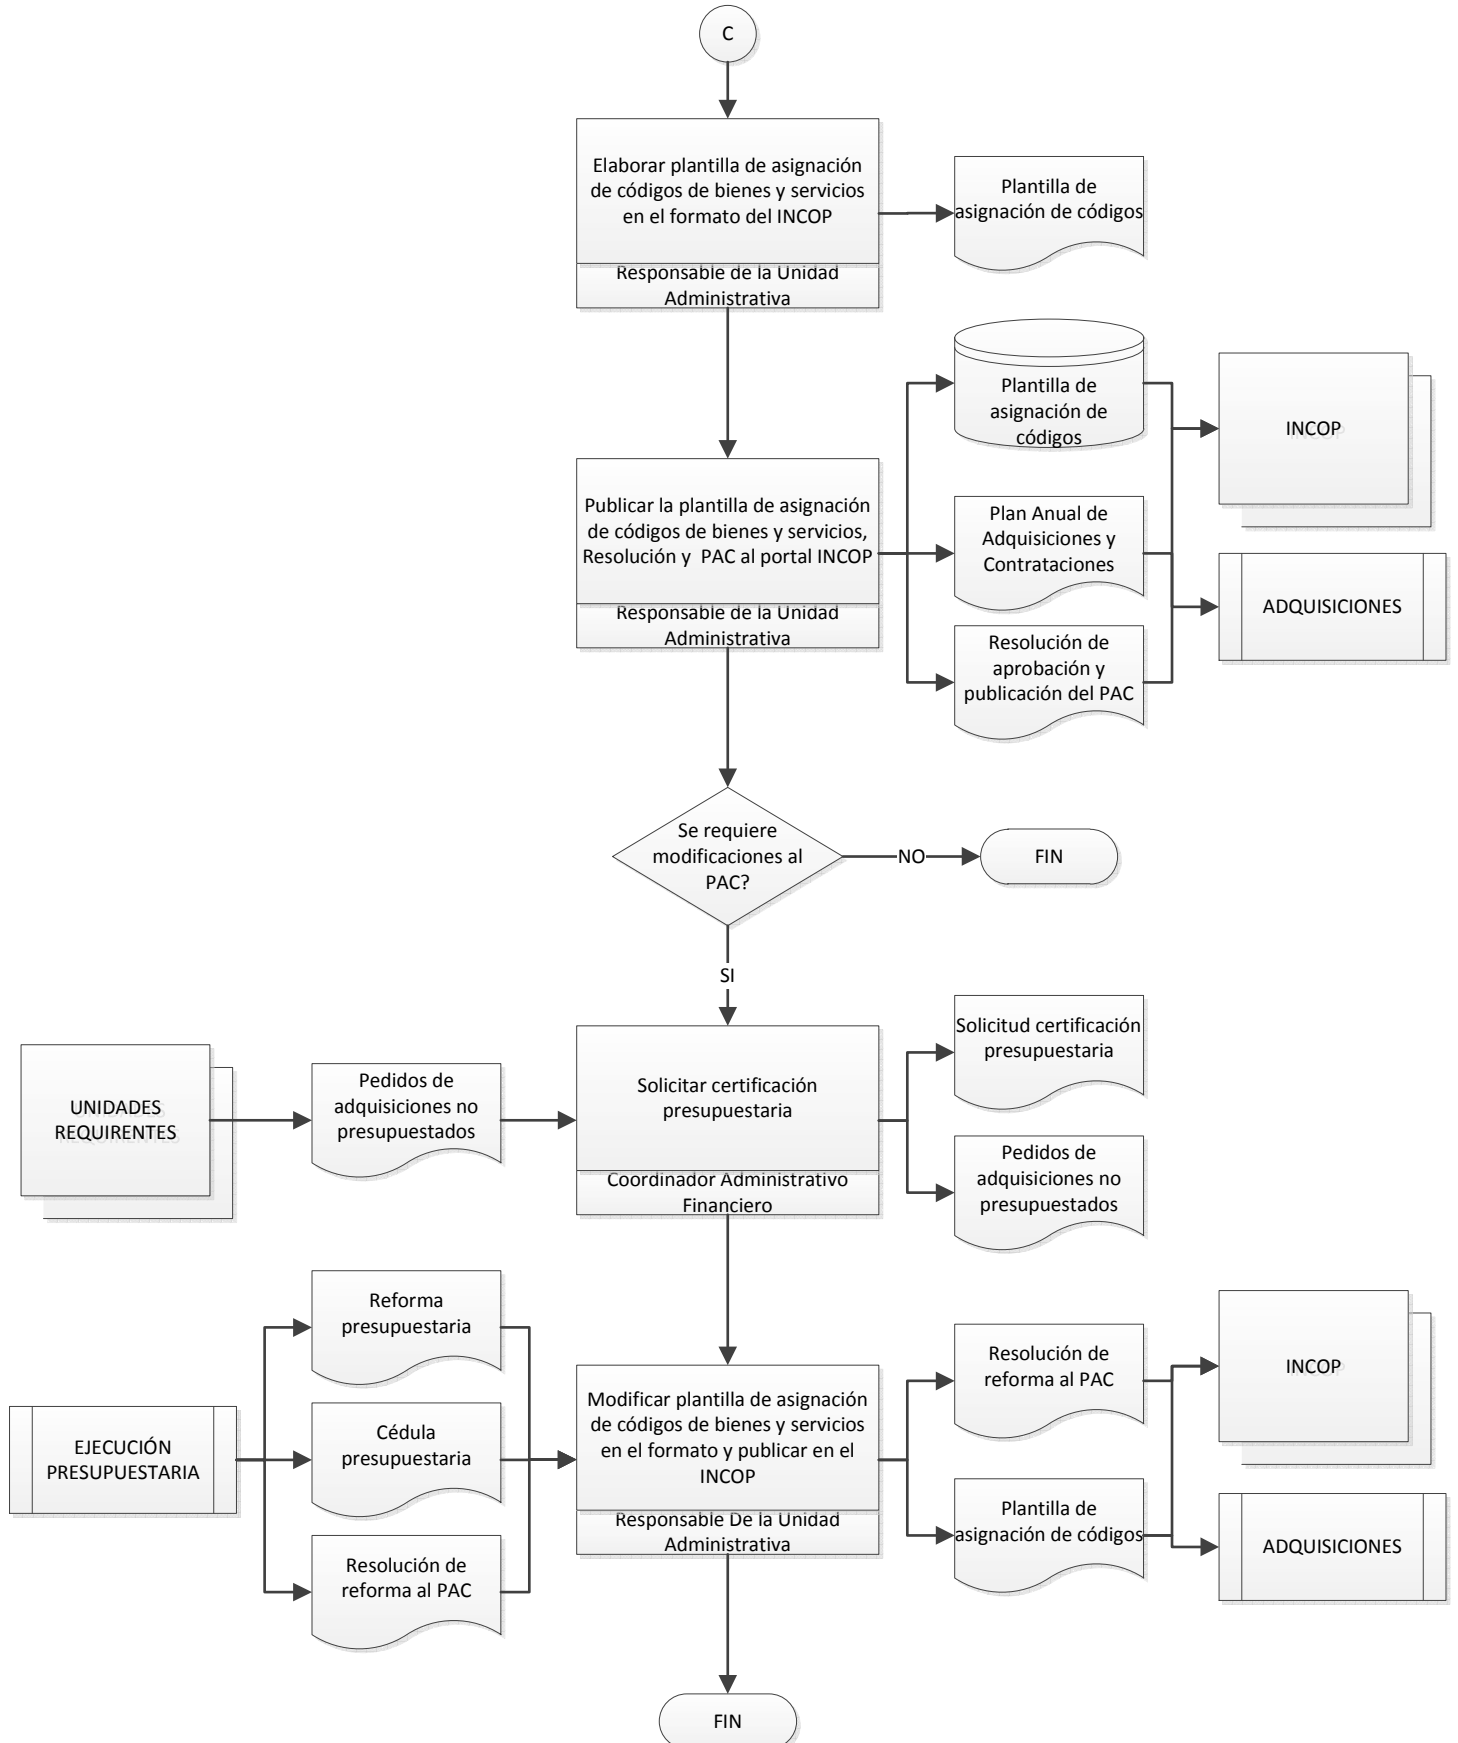 C
Elaborar plantilla de asignación
de códigos de bienes y servicios
en el formato del INCOP
Responsable de la Unidad
Administrativa
Plantilla de
asignación de códigos
Plantilla de
asignación de
códigos
INCOP
Publicar la plantilla de asignación
de códigos de bienes y servicios,
Resolución y PAC al portal INCOP
Responsable de la Unidad
Administrativa
Plan Anual de
Adquisiciones y
Contrataciones
ADQUISICIONES
Resolución de
aprobación y
publicación del PAC
Se requiere
modificaciones al
PAC?
NO
FIN
SI
UNIDADES
REQUIRENTES
Pedidos de
adquisiciones no
presupuestados
Solicitar certificación
presupuestaria
Coordinador Administrativo
Financiero
Solicitud certificación
presupuestaria
Pedidos de
adquisiciones no
presupuestados
EJECUCIÓN
PRESUPUESTARIA
Reforma
presupuestaria
Cédula
presupuestaria
Resolución de
reforma al PAC
Modificar plantilla de asignación
de códigos de bienes y servicios
en el formato y publicar en el
INCOP
Responsable De la Unidad
Administrativa
Resolución de
reforma al PAC
Plantilla de
asignación de códigos
INCOP
ADQUISICIONES
FIN